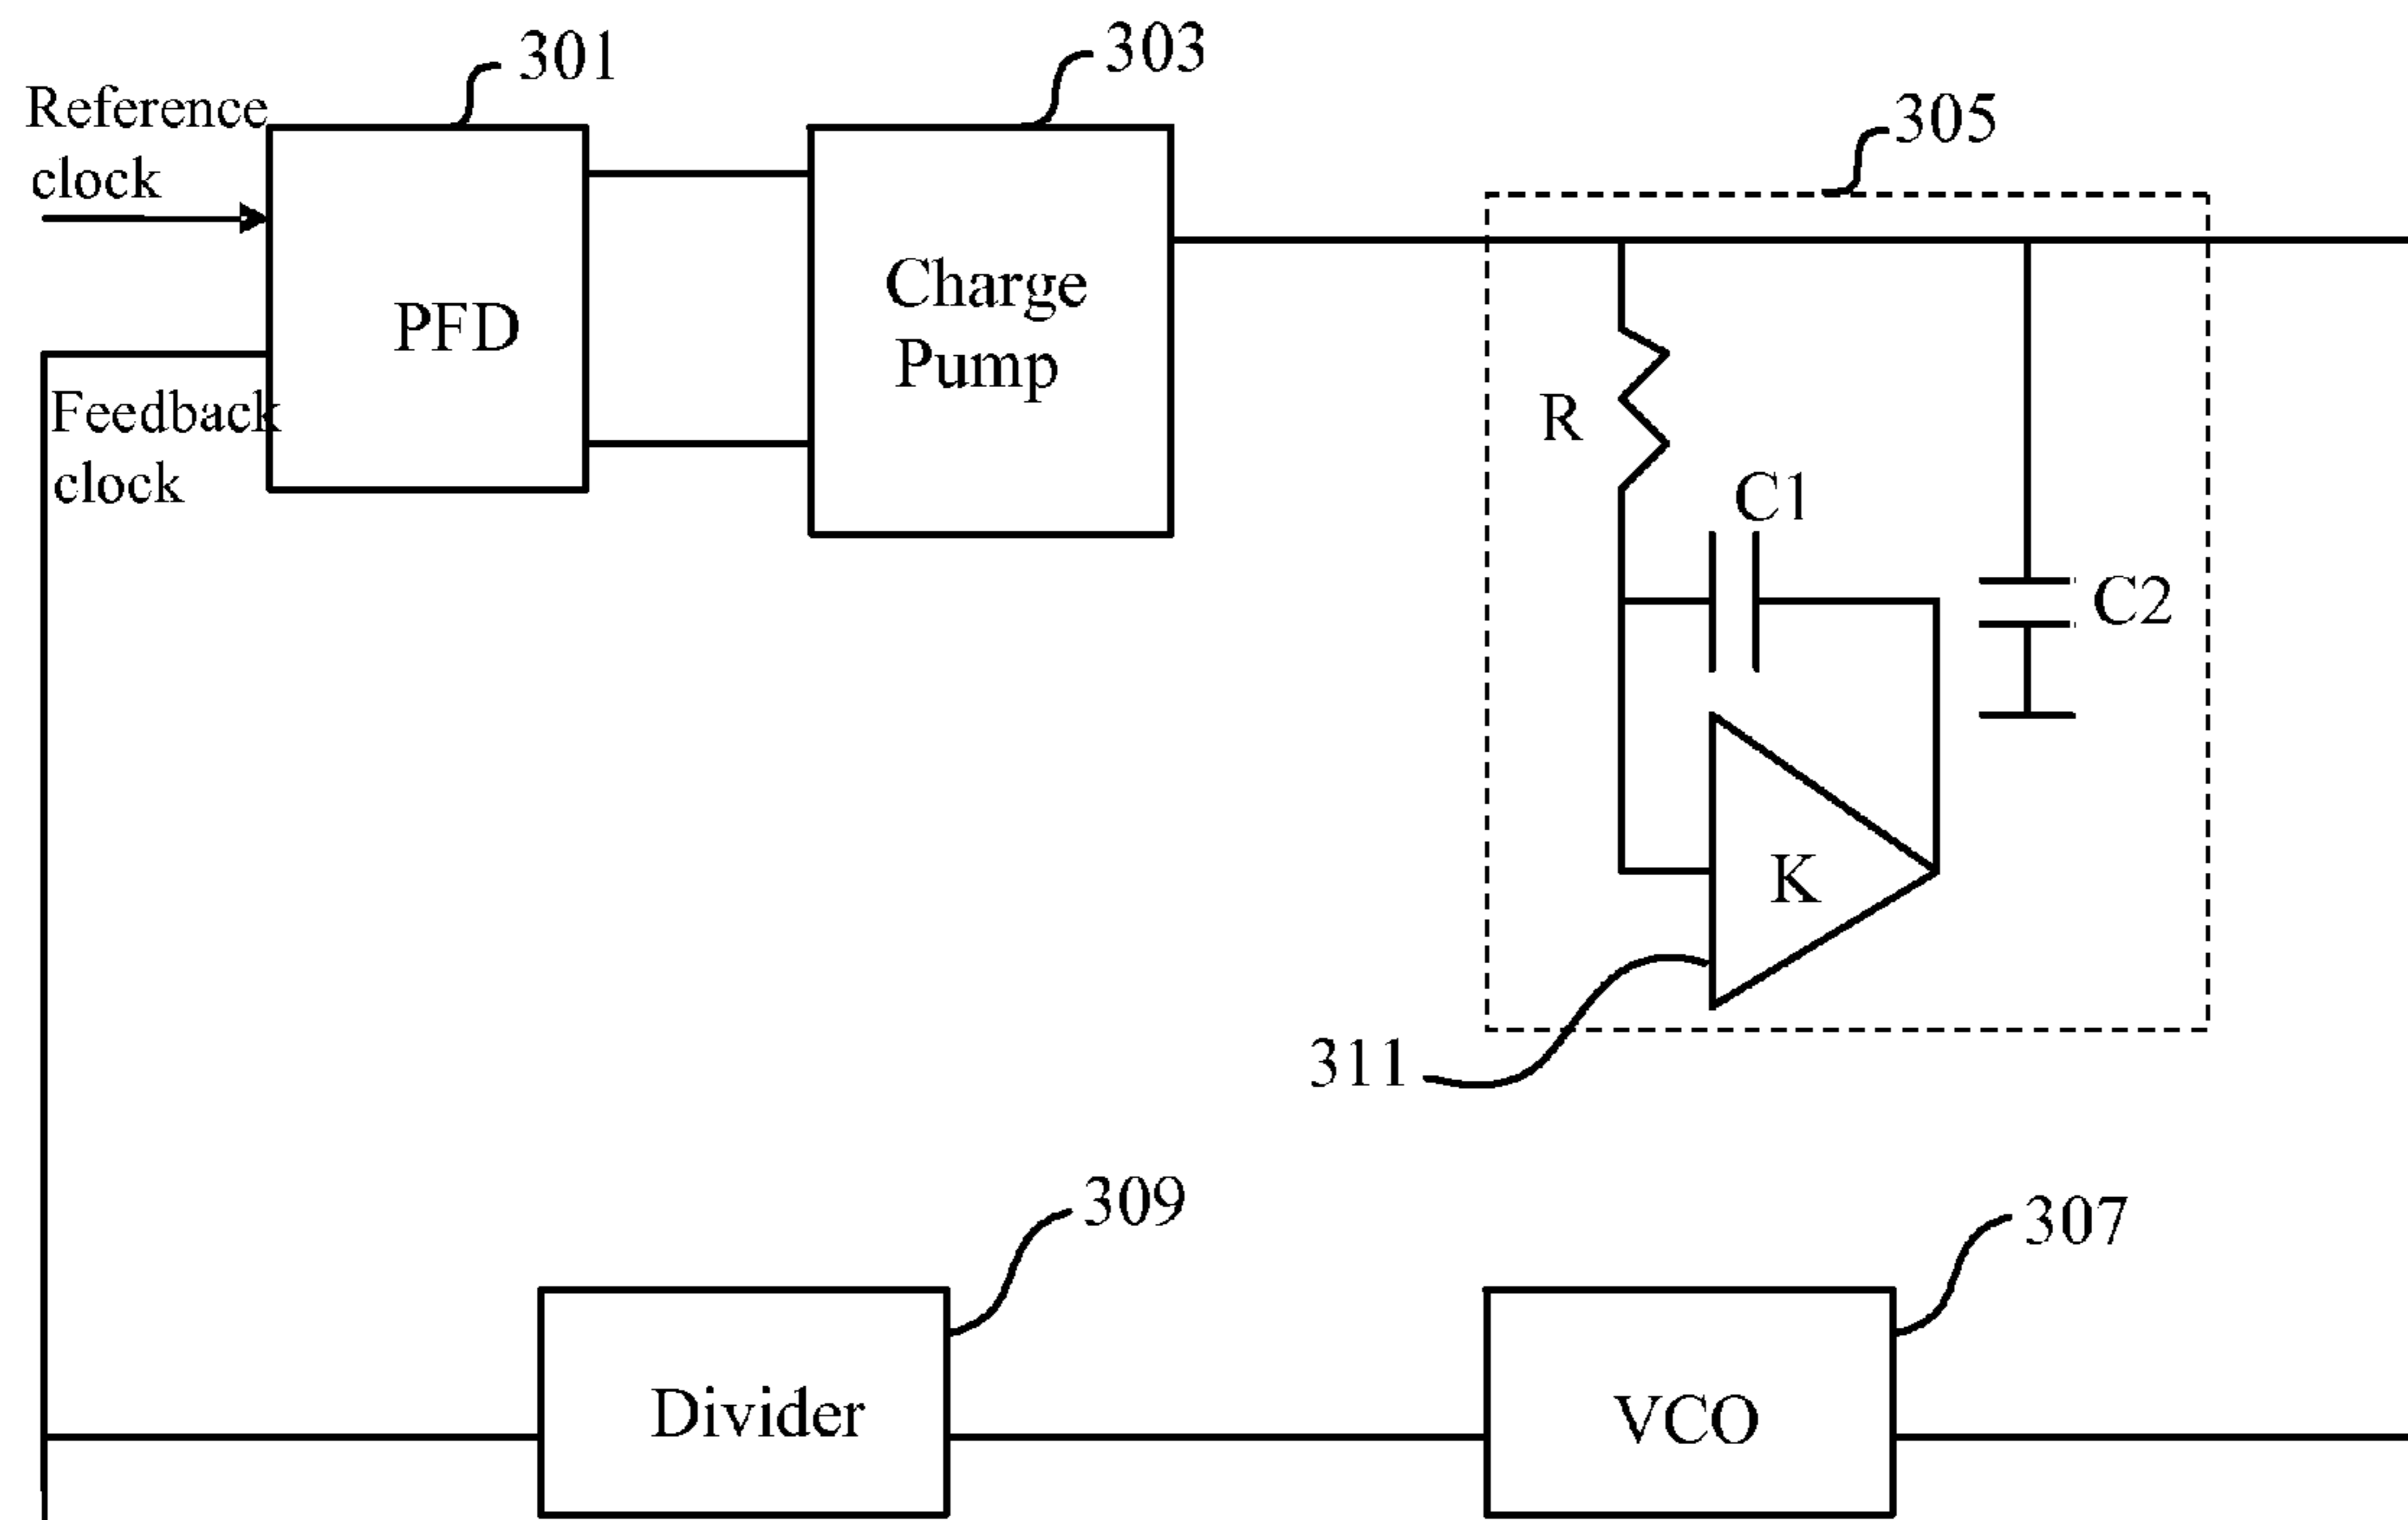 301
303
305
Reference
clock
PFD
Charge
Pump
Feedback
clock
R
C1
C2
K
311
309
307
Divider
VCO